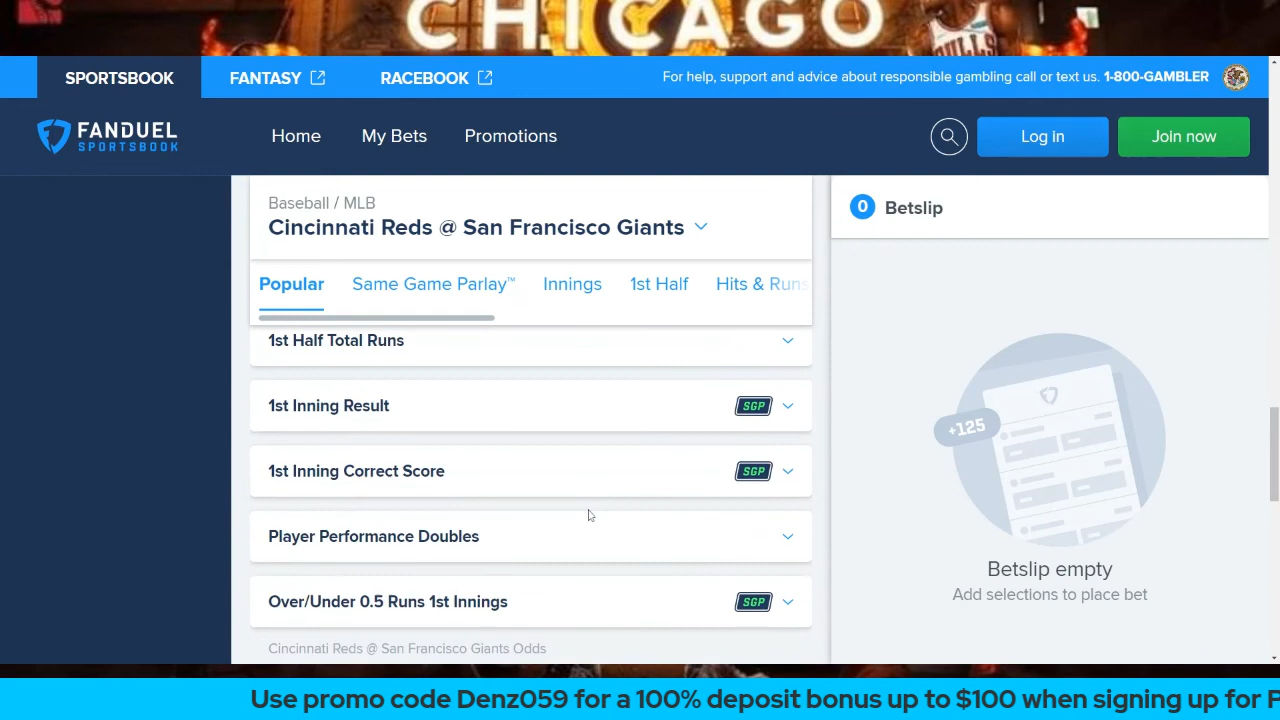 CHICAGO
BULLS
SPORTSBOOK
FANTASY
RACEBOOK
For help, support and advice about responsible gambling call or text us. 1-800-GAMBLER
FANDUEL
SPORTSBOOK
Home
My Bets
Promotions
Log in
Join now
Baseball / MLB
Cincinnati Reds @ San Francisco Giants
0 Betslip
Popular
Same Game Parlay™
Innings
1st Half
Hits & Runs
1st Half Total Runs
1st Inning Result
SGP
1st Inning Correct Score
SGP
+125
Player Performance Doubles
Betslip empty
Add selections to place bet
Over/Under 0.5 Runs 1st Innings
SGP
Cincinnati Reds @ San Francisco Giants Odds
Use promo code Denz059 for a 100% deposit bonus up to $100 when signing up for